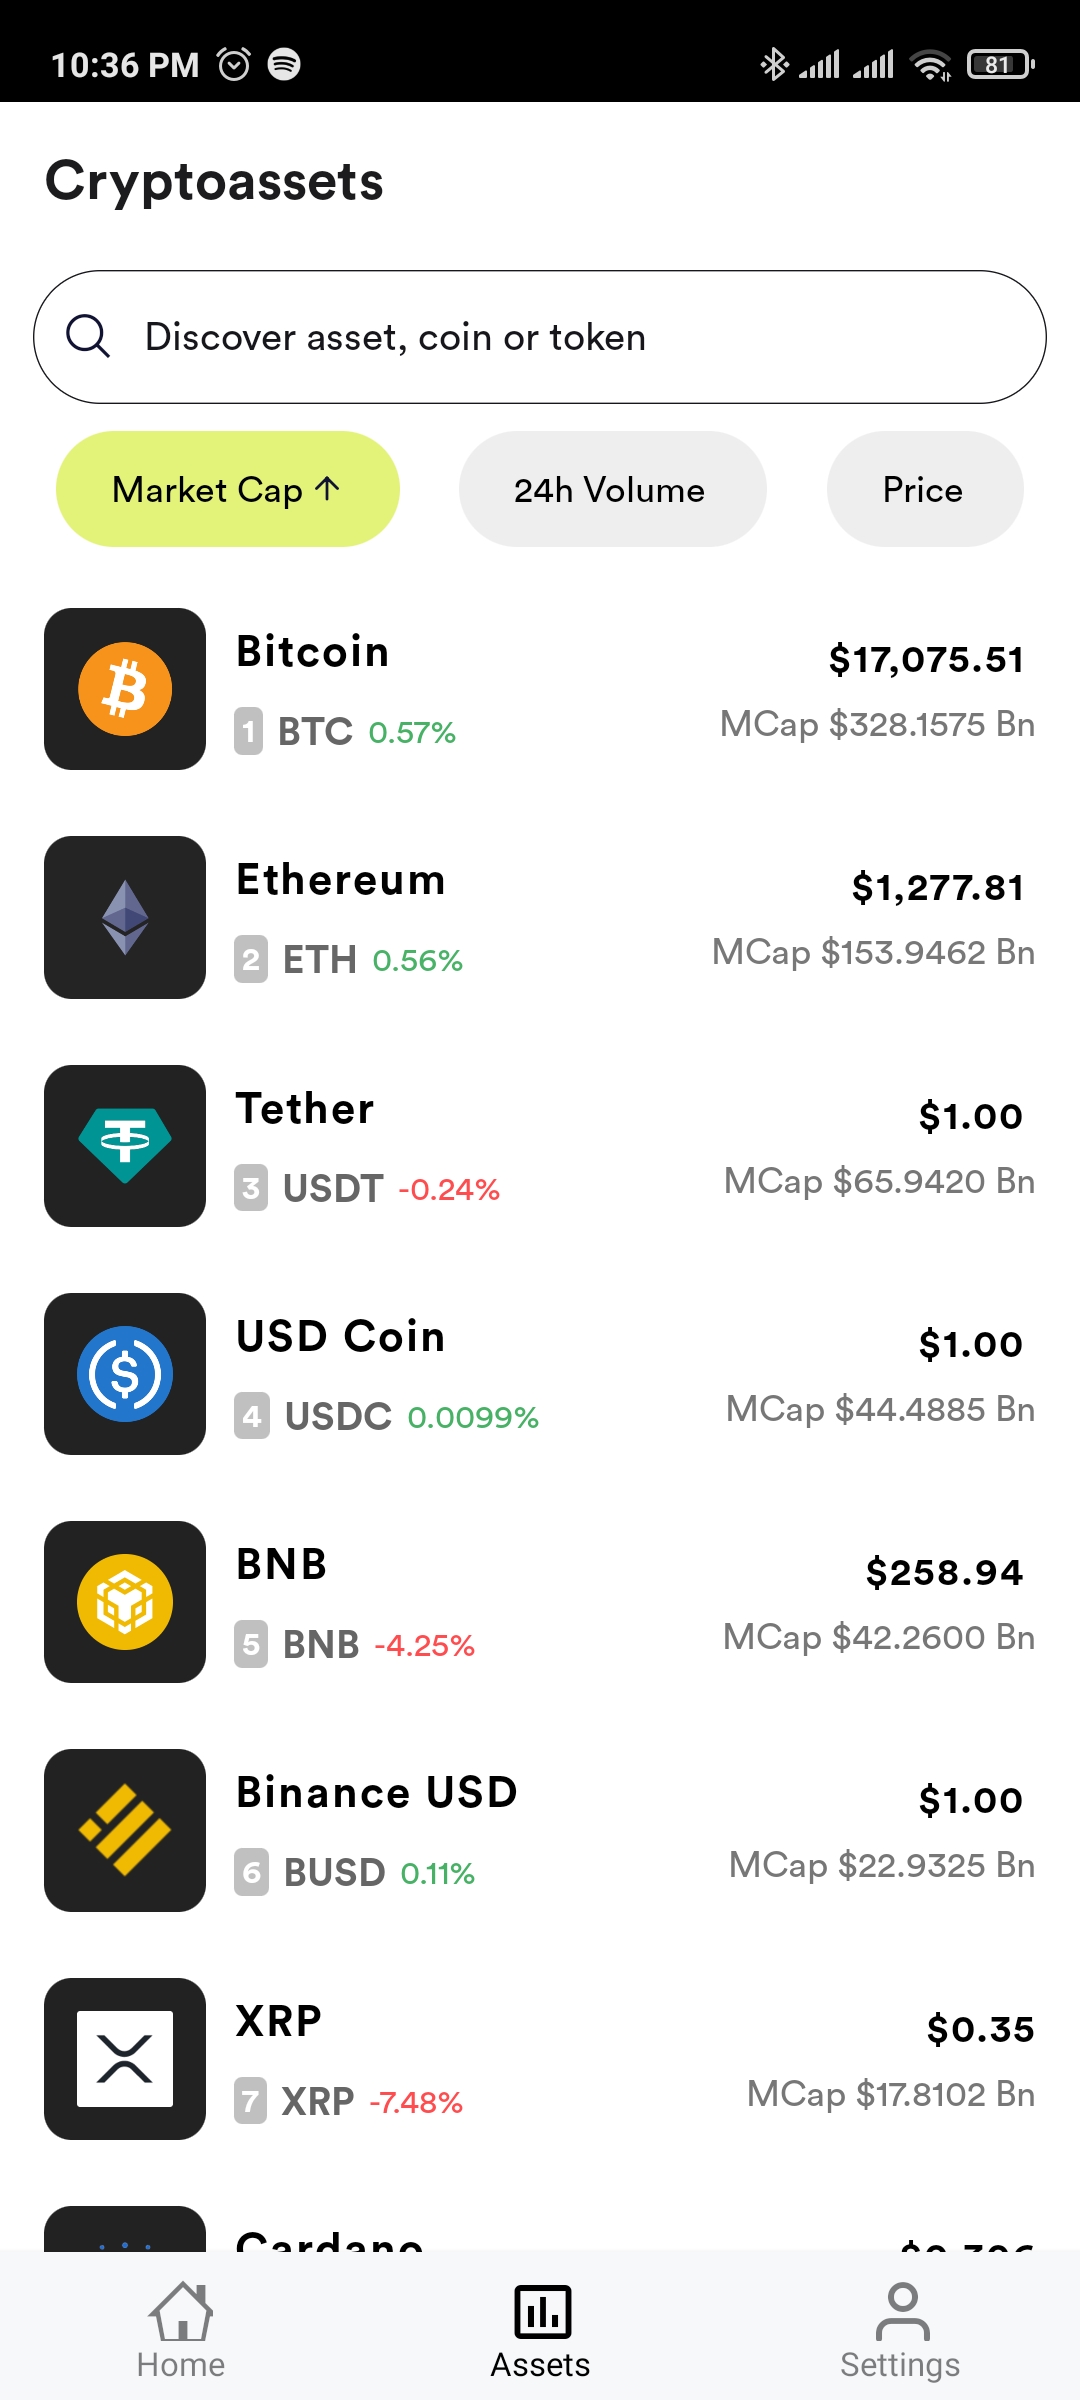 10:36 PM 81
Cryptoassets
Discover asset, coin or token
Market Cap ↑ 24h Volume Price
Bitcoin $17,075.51
1 BTC 0.57% MCap $328.1575 Bn
Ethereum $1,277.81
2 ETH 0.56% MCap $153.9462 Bn
Tether $1.00
3 USDT -0.24% MCap $65.9420 Bn
USD Coin $1.00
4 USDC 0.0099% MCap $44.4885 Bn
BNB $258.94
5 BNB -4.25% MCap $42.2600 Bn
Binance USD $1.00
6 BUSD 0.11% MCap $22.9325 Bn
XRP $0.35
7 XRP -7.48% MCap $17.8102 Bn
Cardano
Home Assets Settings